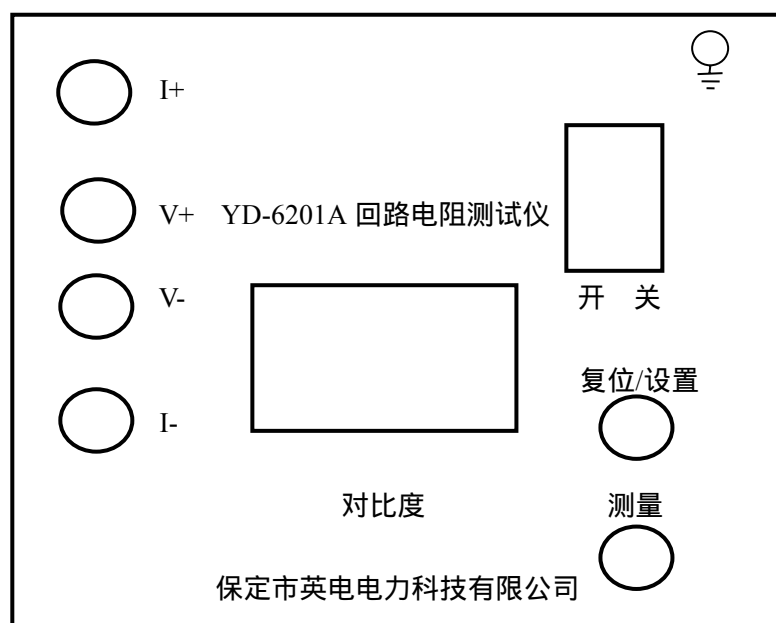 I+
V+ YD-6201A 回路电阻测试仪
V-
开 关
复位/设置
I-
对比度 测量
保定市英电电力科技有限公司